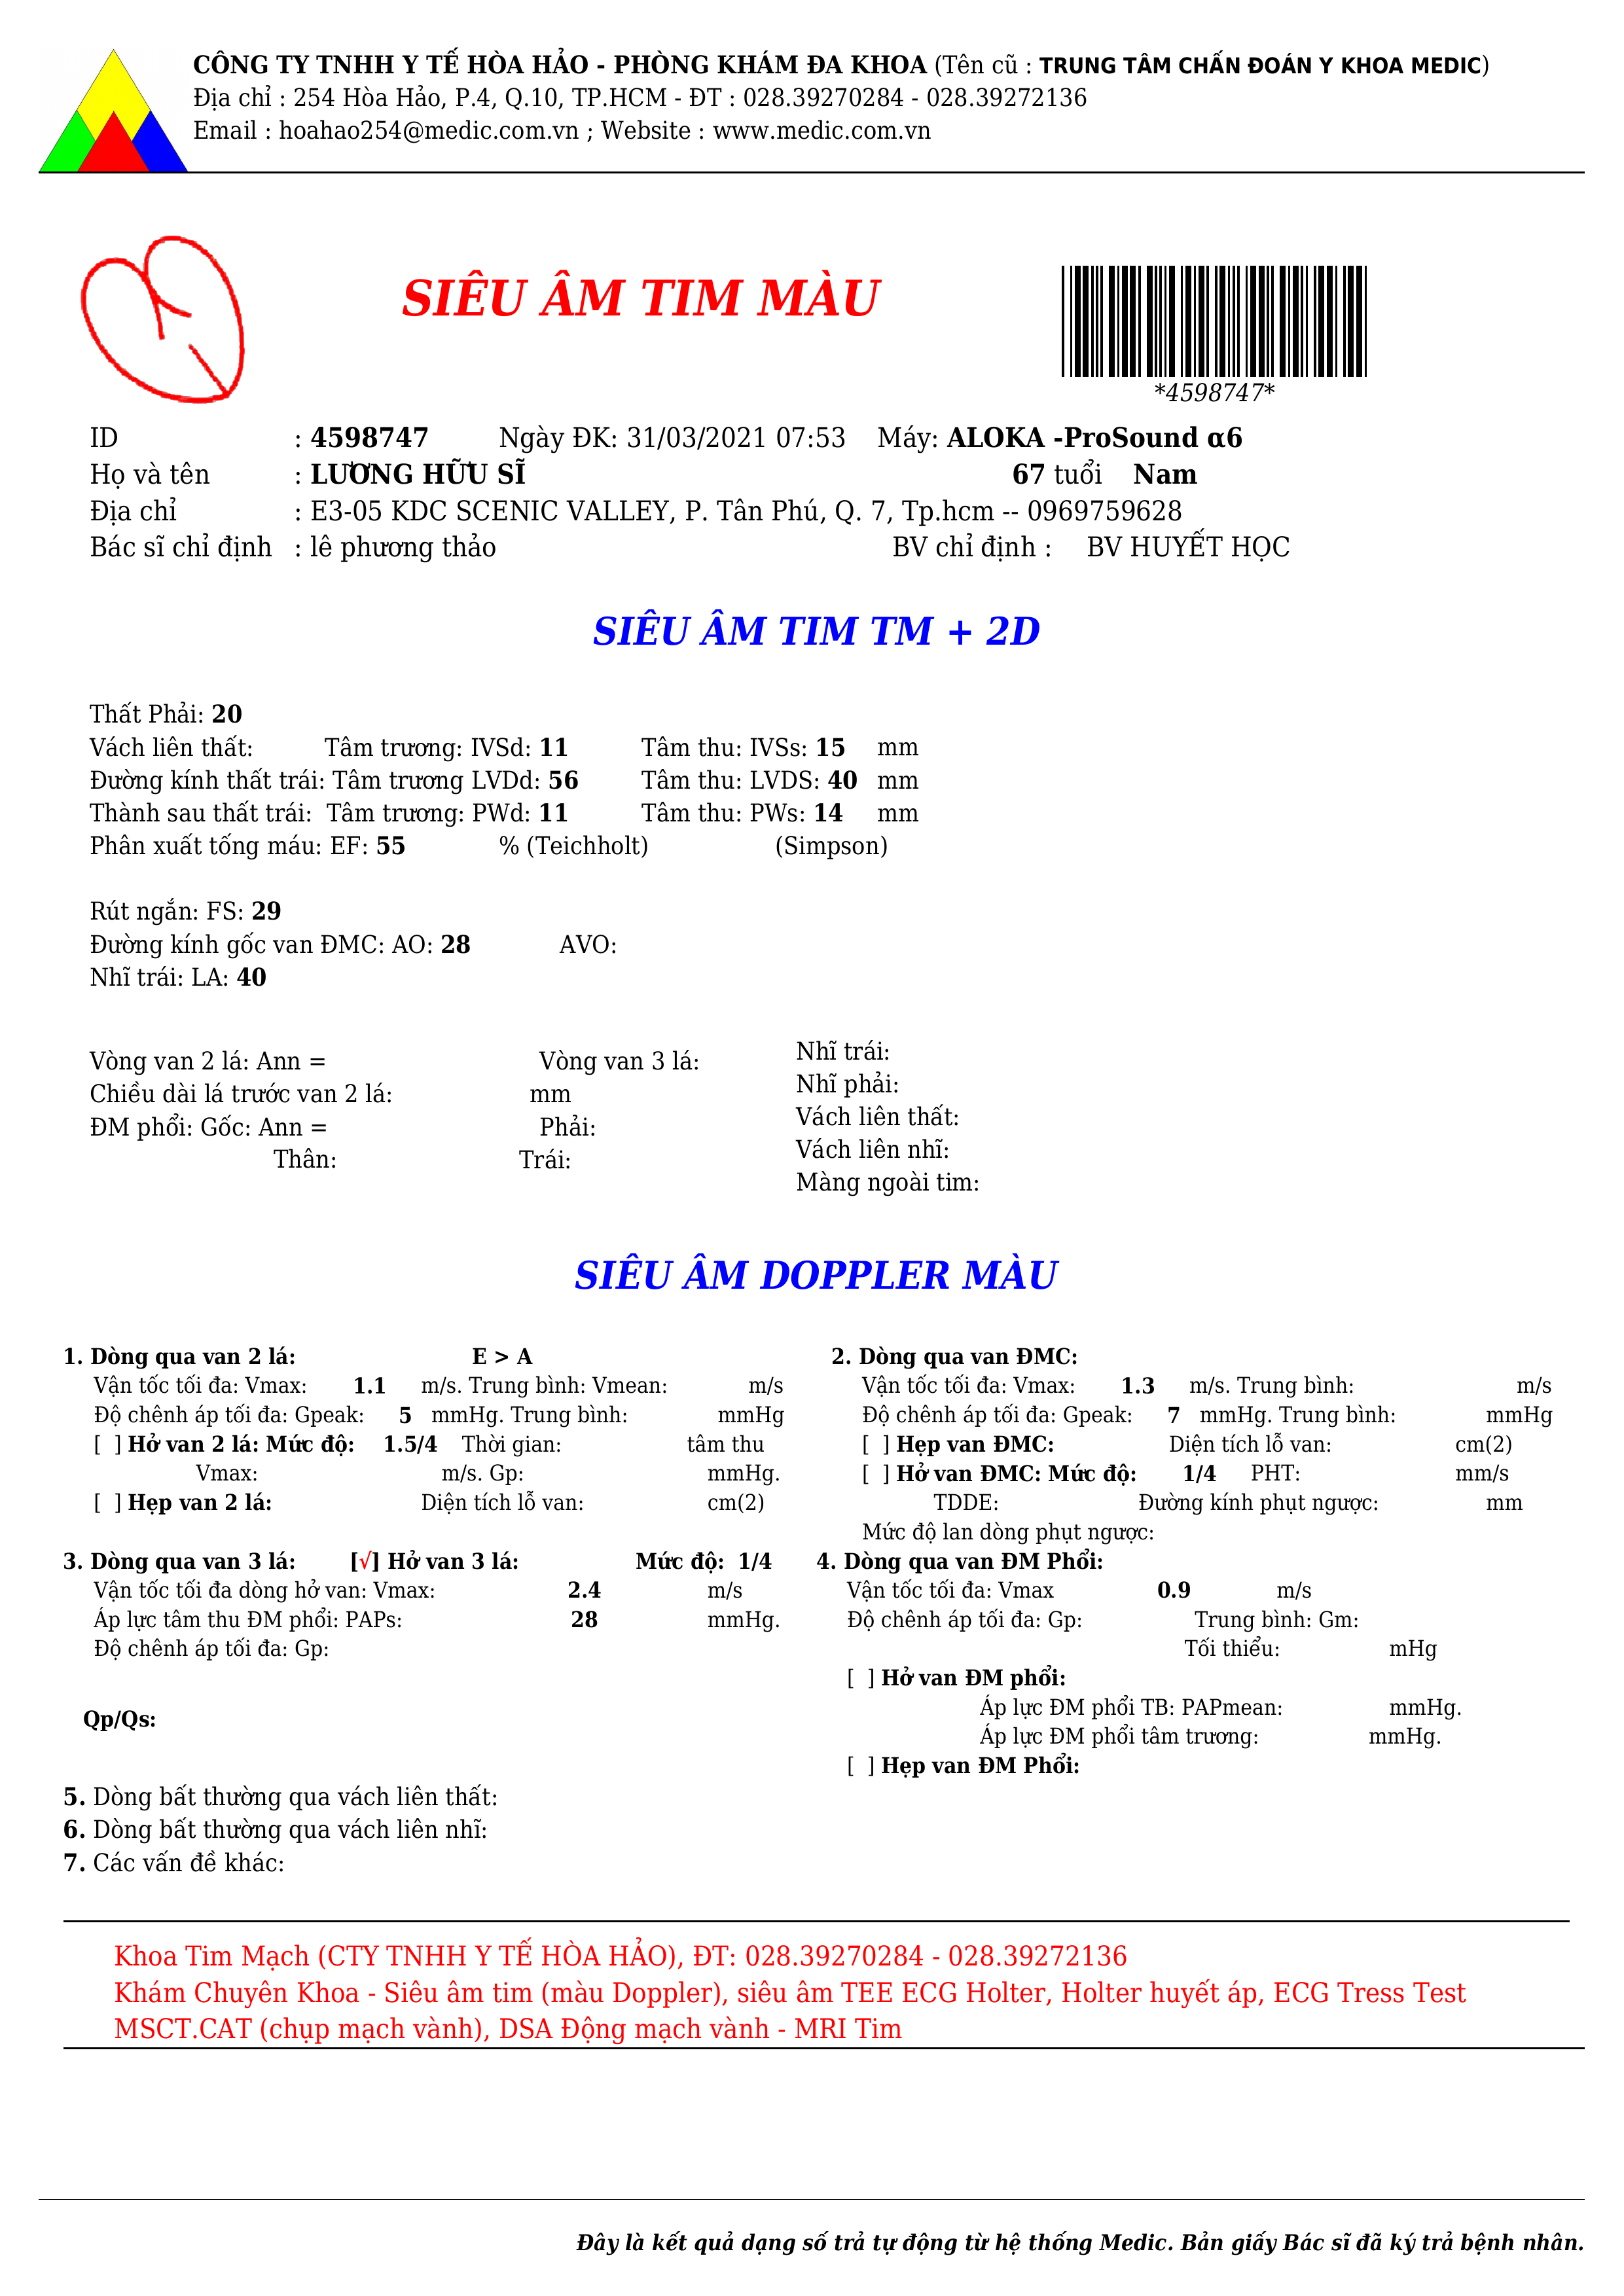 CÔNG TY TNHH Y TẾ HÒA HẢO - PHÒNG KHÁM ĐA KHOA (Tên cũ : TRUNG TÂM CHẨN ĐOÁN Y KHOA MEDIC)
Địa chỉ : 254 Hòa Hảo, P.4, Q.10, TP.HCM - ĐT : 028.39270284 - 028.39272136
Email : hoahao254@medic.com.vn ; Website : www.medic.com.vn
SIÊU ÂM TIM MÀU
*4598747*
ID : 4598747 Ngày ĐK: 31/03/2021 07:53 Máy: ALOKA -ProSound α6
Họ và tên : LƯƠNG HỮU SĨ 67 tuổi Nam
Địa chỉ : E3-05 KDC SCENIC VALLEY, P. Tân Phú, Q. 7, Tp.hcm -- 0969759628
Bác sĩ chỉ định : lê phương thảo BV chỉ định : BV HUYẾT HỌC
SIÊU ÂM TIM TM + 2D
Thất Phải: 20
Vách liên thất: Tâm trương: IVSd: 11 Tâm thu: IVSs: 15 mm
Đường kính thất trái: Tâm trương LVDd: 56 Tâm thu: LVDS: 40 mm
Thành sau thất trái: Tâm trương: PWd: 11 Tâm thu: PWs: 14 mm
Phân xuất tống máu: EF: 55 % (Teichholt) (Simpson)
Rút ngắn: FS: 29
Đường kính gốc van ĐMC: AO: 28 AVO:
Nhĩ trái: LA: 40
Vòng van 2 lá: Ann = Vòng van 3 lá:
Chiều dài lá trước van 2 lá: mm
ĐM phổi: Gốc: Ann = Phải:
Thân: Trái:
Nhĩ trái:
Nhĩ phải:
Vách liên thất:
Vách liên nhĩ:
Màng ngoài tim:
SIÊU ÂM DOPPLER MÀU
1. Dòng qua van 2 lá: E > A
Vận tốc tối đa: Vmax: 1.1 m/s. Trung bình: Vmean: m/s
Độ chênh áp tối đa: Gpeak: 5 mmHg. Trung bình: mmHg
[ ] Hở van 2 lá: Mức độ: 1.5/4 Thời gian: tâm thu
Vmax: m/s. Gp: mmHg.
[ ] Hẹp van 2 lá: Diện tích lỗ van: cm(2)
2. Dòng qua van ĐMC:
Vận tốc tối đa: Vmax: 1.3 m/s. Trung bình: m/s
Độ chênh áp tối đa: Gpeak: 7 mmHg. Trung bình: mmHg
[ ] Hẹp van ĐMC: Diện tích lỗ van: cm(2)
[ ] Hở van ĐMC: Mức độ: 1/4 PHT: mm/s
TDDE: Đường kính phụt ngược: mm
Mức độ lan dòng phụt ngược:
3. Dòng qua van 3 lá: [√] Hở van 3 lá: Mức độ: 1/4
Vận tốc tối đa dòng hở van: Vmax: 2.4 m/s
Áp lực tâm thu ĐM phổi: PAPs: 28 mmHg.
Độ chênh áp tối đa: Gp:
Qp/Qs:
4. Dòng qua van ĐM Phổi:
Vận tốc tối đa: Vmax 0.9 m/s
Độ chênh áp tối đa: Gp: Trung bình: Gm:
Tối thiểu: mHg
[ ] Hở van ĐM phổi:
Áp lực ĐM phổi TB: PAPmean: mmHg.
Áp lực ĐM phổi tâm trương: mmHg.
[ ] Hẹp van ĐM Phổi:
5. Dòng bất thường qua vách liên thất:
6. Dòng bất thường qua vách liên nhĩ:
7. Các vấn đề khác:
Khoa Tim Mạch (CTY TNHH Y TẾ HÒA HẢO), ĐT: 028.39270284 - 028.39272136
Khám Chuyên Khoa - Siêu âm tim (màu Doppler), siêu âm TEE ECG Holter, Holter huyết áp, ECG Tress Test
MSCT.CAT (chụp mạch vành), DSA Động mạch vành - MRI Tim
Đây là kết quả dạng số trả tự động từ hệ thống Medic. Bản giấy Bác sĩ đã ký trả bệnh nhân.